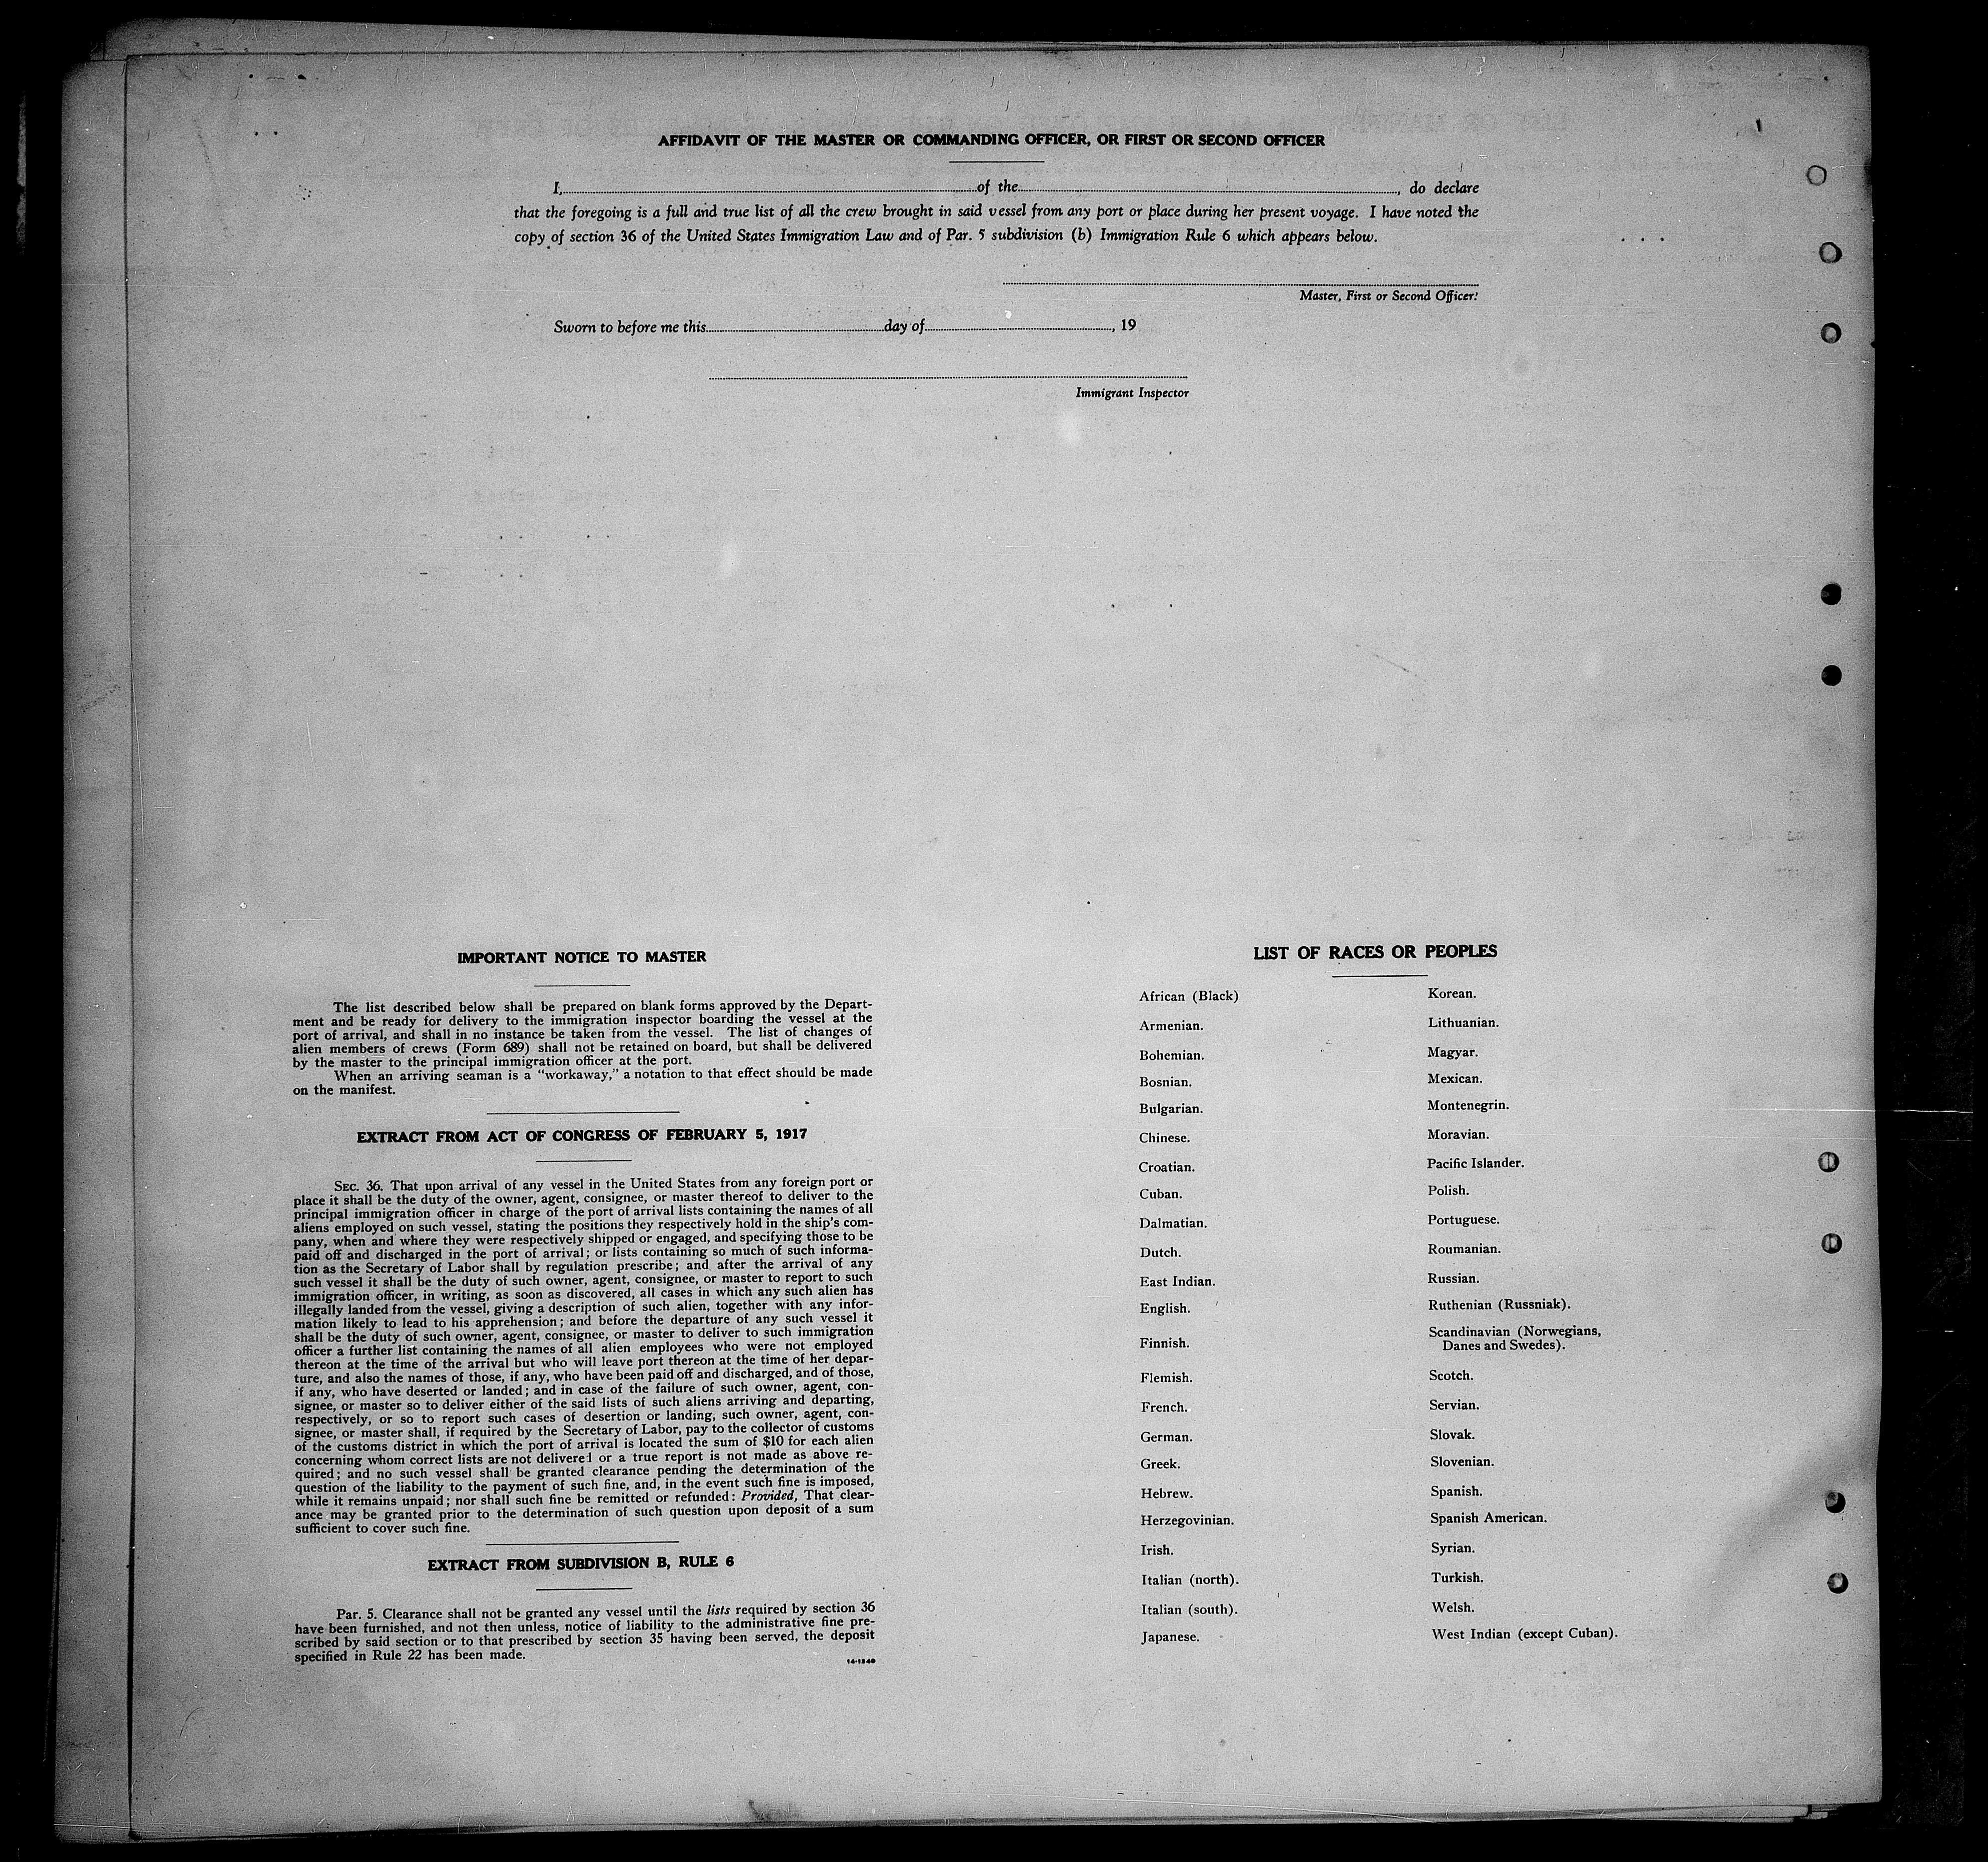 AFFIDAVIT OF THE MASTER OR COMMANDING OFFICER, OR FIRST OR SECOND OFFICER
I, of the , do declare
that the foregoing is a full and true list of all the crew brought in said vessel from any port or place during her present voyage. I have noted the
copy of section 36 of the United States Immigration Law and of Par. 5 subdivision (b) Immigration Rule 6 which appears below.
Master, First or Second Officer.
Sworn to before me this day of , 19
Immigrant Inspector
IMPORTANT NOTICE TO MASTER
The list described below shall be prepared on blank forms approved by the Depart-
ment and be ready for delivery to the immigration inspector boarding the vessel at the
port of arrival, and shall in no instance be taken from the vessel. The list of changes of
alien members of crews (Form 689) shall not be retained on board, but shall be delivered
by the master to the principal immigration officer at the port.
When an arriving seaman is a "workaway," a notation to that effect should be made
on the manifest.
EXTRACT FROM ACT OF CONGRESS OF FEBRUARY 5, 1917
SEC. 36. That upon arrival of any vessel in the United States from any foreign port or
place it shall be the duty of the owner, agent, consignee, or master thereof to deliver to the
principal immigration officer in charge of the port of arrival lists containing the names of all
aliens employed on such vessel, stating the positions they respectively hold in the ship's com-
pany, when and where they were respectively shipped or engaged, and specifying those to be
paid off and discharged in the port of arrival; or lists containing so much of such informa-
tion as the Secretary of Labor shall by regulation prescribe; and after the arrival of any
such vessel it shall be the duty of such owner, agent, consignee, or master to report to such
immigration officer, in writing, as soon as discovered, all cases in which any such alien has
illegally landed from the vessel, giving a description of such alien, together with any infor-
mation likely to lead to his apprehension; and before the departure of any such vessel it
shall be the duty of such owner, agent, consignee, or master to deliver to such immigration
officer a further list containing the names of all alien employees who were not employed
thereon at the time of the arrival but who will leave port thereon at the time of her depar-
ture, and also the names of those, if any, who have been paid off and discharged, and of those,
if any, who have deserted or landed; and in case of the failure of such owner, agent, con-
signee, or master so to deliver either of the said lists of such aliens arriving and departing,
respectively, or so to report such cases of desertion or landing, such owner, agent, con-
signee, or master shall, if required by the Secretary of Labor, pay to the collector of customs
of the customs district in which the port of arrival is located the sum of $10 for each alien
concerning whom correct lists are not delivered or a true report is not made as above re-
quired; and no such vessel shall be granted clearance pending the determination of the
question of the liability to the payment of such fine, and, in the event such fine is imposed,
while it remains unpaid; nor shall such fine be remitted or refunded: Provided, That clear-
ance may be granted prior to the determination of such question upon deposit of a sum
sufficient to cover such fine.
EXTRACT FROM SUBDIVISION B, RULE 6
Par. 5. Clearance shall not be granted any vessel until the lists required by section 36
have been furnished, and not then unless, notice of liability to the administrative fine pre-
scribed by said section or to that prescribed by section 35 having been served, the deposit
specified in Rule 22 has been made.
14-1240
LIST OF RACES OR PEOPLES
African (Black)
Armenian.
Bohemian.
Bosnian.
Bulgarian.
Chinese.
Croatian.
Cuban.
Dalmatian.
Dutch.
East Indian.
English.
Finnish.
Flemish.
French.
German.
Greek.
Hebrew.
Herzegovinian.
Irish.
Italian (north).
Italian (south).
Japanese.
Korean.
Lithuanian.
Magyar.
Mexican.
Montenegrin.
Moravian.
Pacific Islander.
Polish.
Portuguese.
Roumanian.
Russian.
Ruthenian (Russniak).
Scandinavian (Norwegians,
Danes and Swedes).
Scotch.
Servian.
Slovak.
Slovenian.
Spanish.
Spanish American.
Syrian.
Turkish.
Welsh.
West Indian (except Cuban).